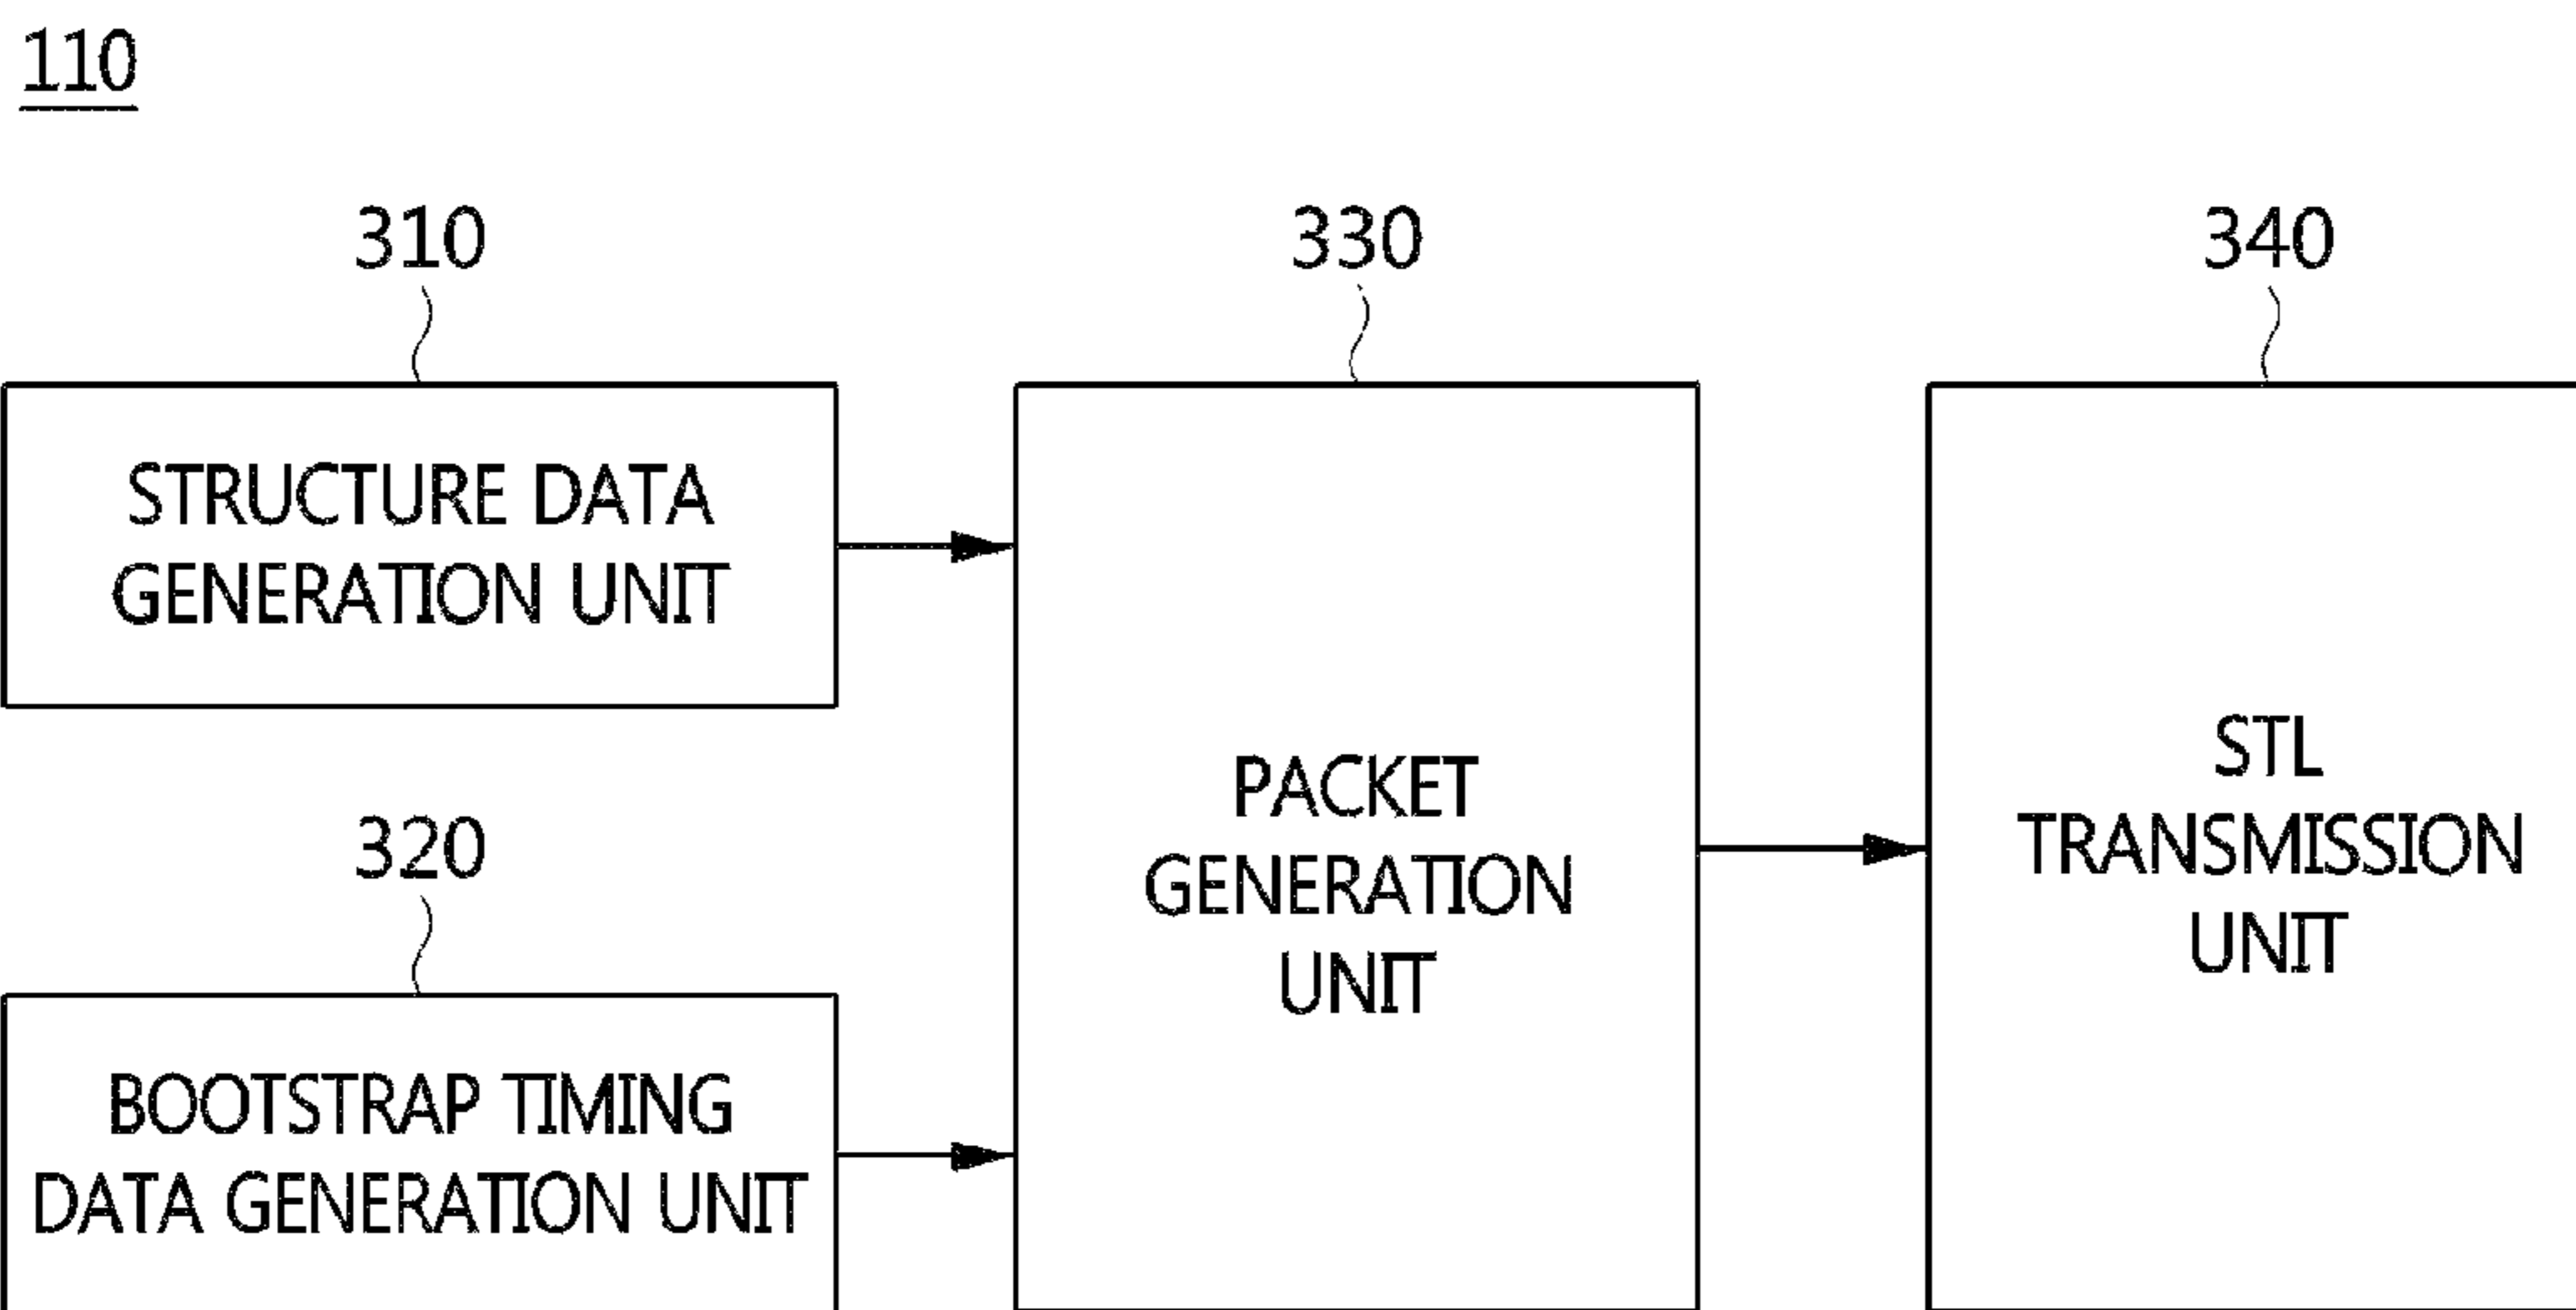 110
310
STRUCTURE DATA
GENERATION UNIT
320
BOOTSTRAP TIMING
DATA GENERATION UNIT
330
PACKET
GENERATION
UNIT
340
STL
TRANSMISSION
UNIT